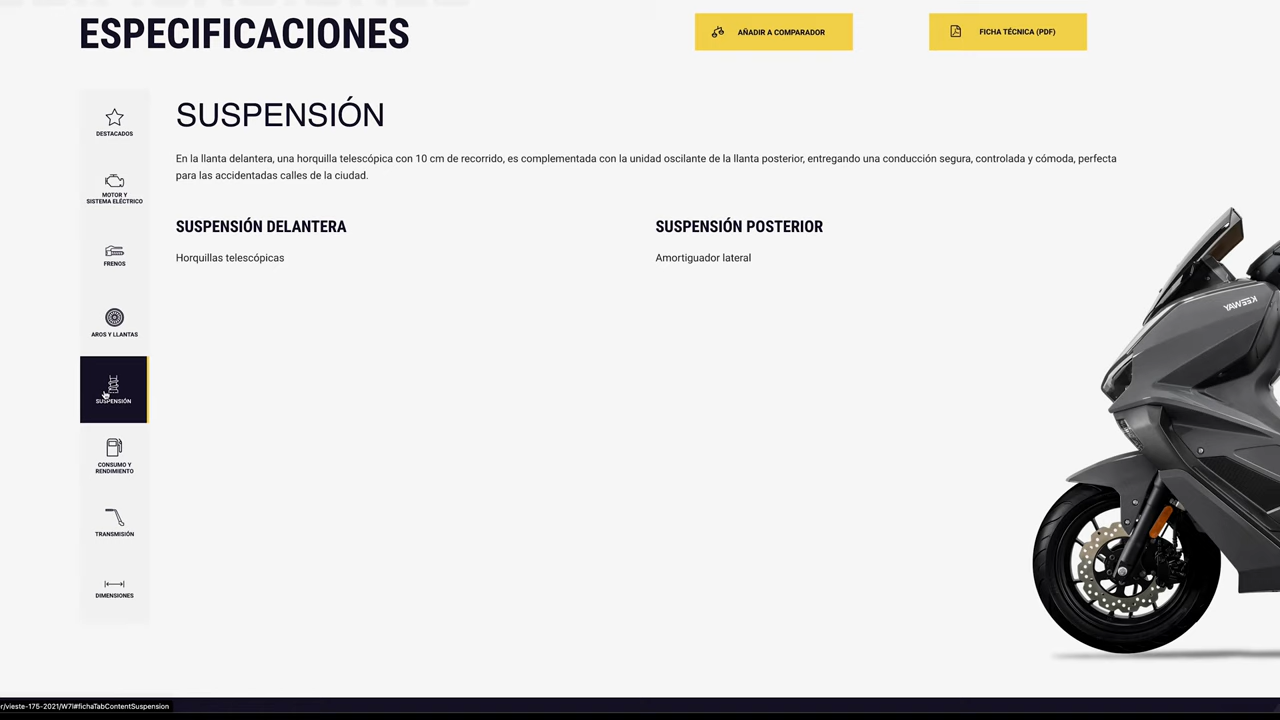 ESPECIFICACIONES
AÑADIR A COMPARADOR
FICHA TÉCNICA (PDF)
DESTACADOS
MOTOR Y
SISTEMA ELÉCTRICO
FRENOS
AROS Y LLANTAS
SUSPENSIÓN
CONSUMO Y
RENDIMIENTO
TRANSMISIÓN
DIMENSIONES
SUSPENSIÓN
En la llanta delantera, una horquilla telescópica con 10 cm de recorrido, es complementada con la unidad oscilante de la llanta posterior, entregando una conducción segura, controlada y cómoda, perfecta
para las accidentadas calles de la ciudad.
SUSPENSIÓN DELANTERA
Horquillas telescópicas
SUSPENSIÓN POSTERIOR
Amortiguador lateral
KEEWAY
r/vieste-175-2021/W7I#fichaTabContentSuspension